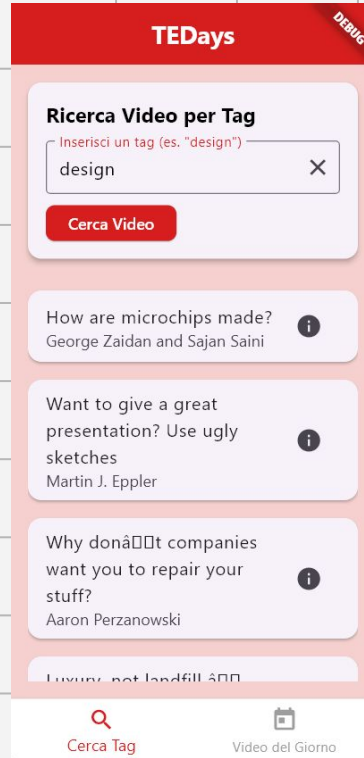 TEDays
DEBUG
Ricerca Video per Tag
Inserisci un tag (es. "design")
design
Cerca Video
How are microchips made?
George Zaidan and Sajan Saini
Want to give a great
presentation? Use ugly
sketches
Martin J. Eppler
Why donâ▯▯t companies
want you to repair your
stuff?
Aaron Perzanowski
Luxury, not landfill â▯▯
Cerca Tag
Video del Giorno